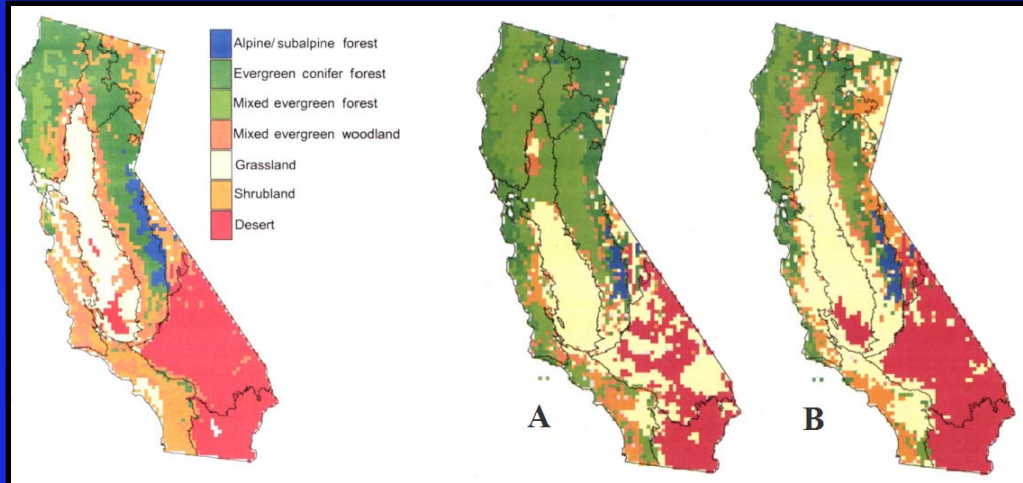 Alpine/ subalpine forest
Evergreen conifer forest
Mixed evergreen forest
Mixed evergreen woodland
Grassland
Shrubland
Desert
A
B